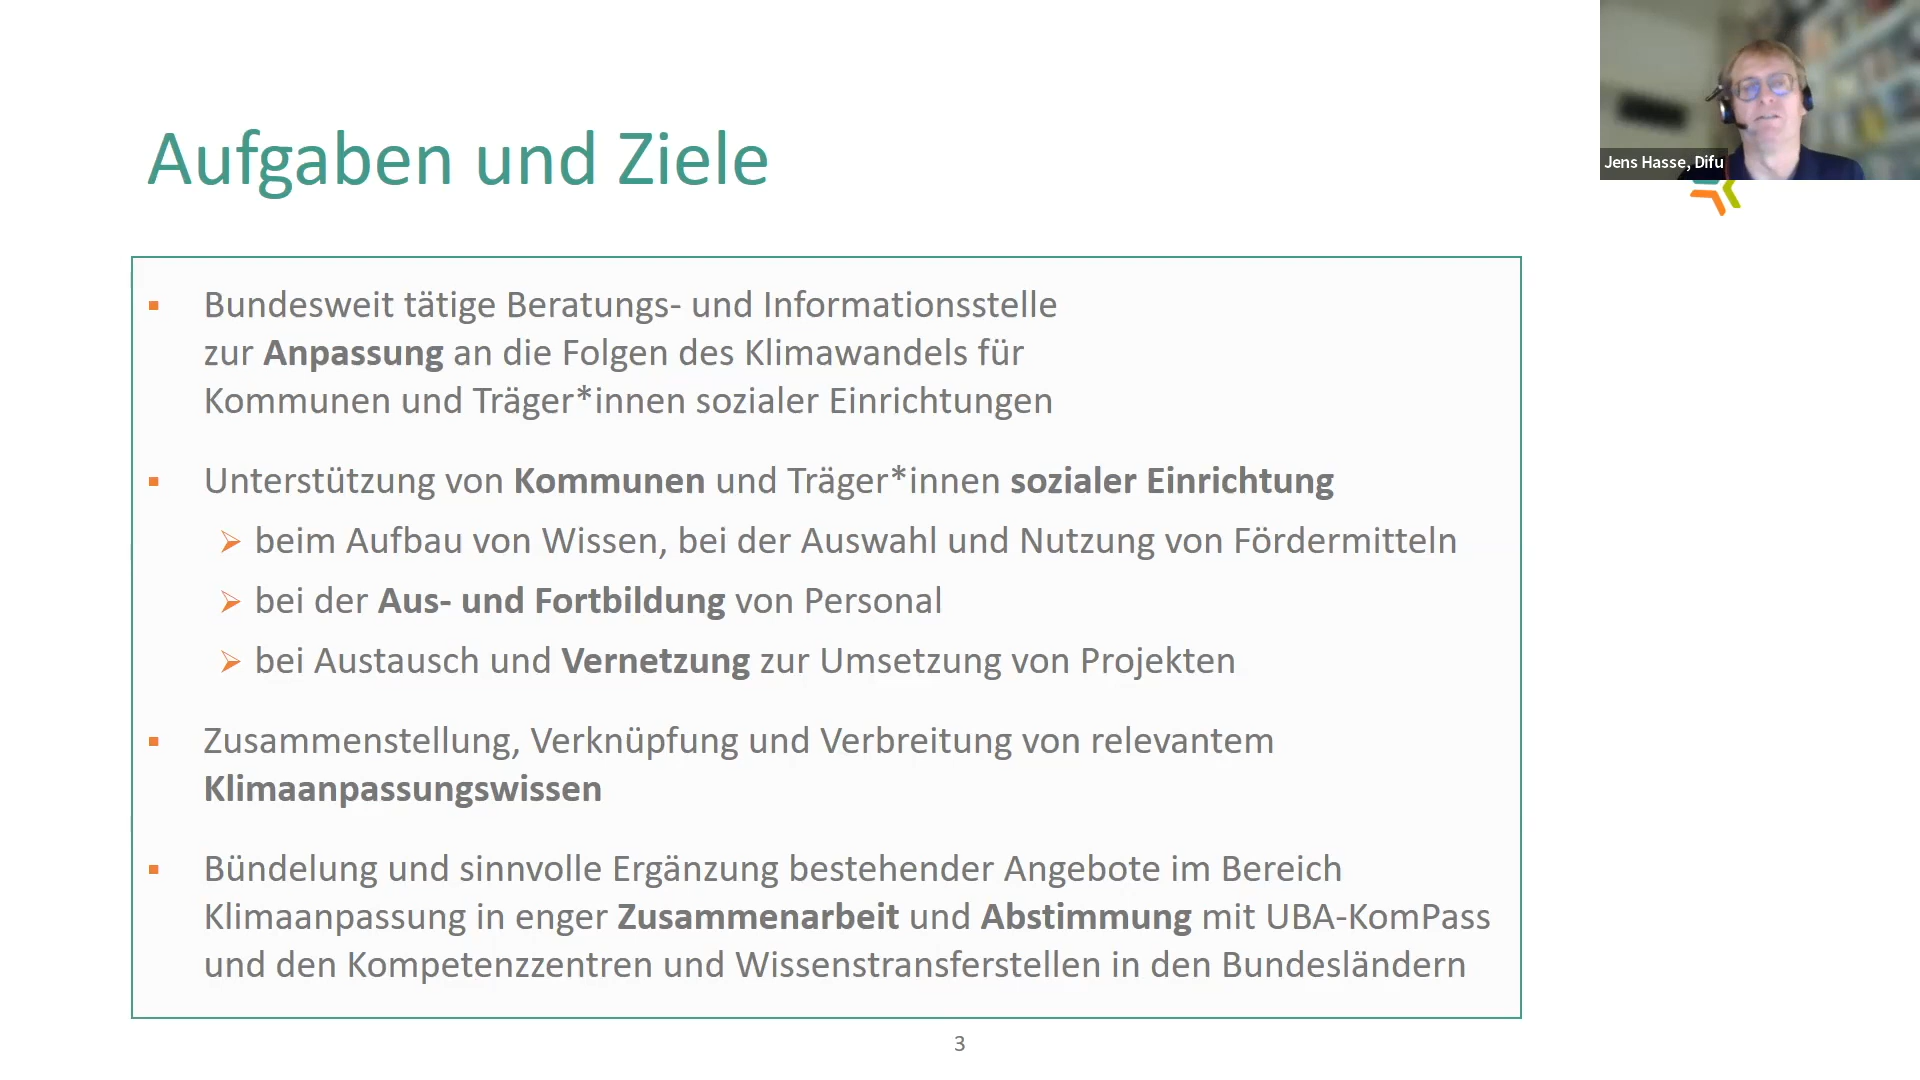 Aufgaben und Ziele
Jens Hasse, Difu
Bundesweit tätige Beratungs- und Informationsstelle
zur Anpassung an die Folgen des Klimawandels für
Kommunen und Träger*innen sozialer Einrichtungen
Unterstützung von Kommunen und Träger*innen sozialer Einrichtung
beim Aufbau von Wissen, bei der Auswahl und Nutzung von Fördermitteln
bei der Aus- und Fortbildung von Personal
bei Austausch und Vernetzung zur Umsetzung von Projekten
Zusammenstellung, Verknüpfung und Verbreitung von relevantem
Klimaanpassungswissen
Bündelung und sinnvolle Ergänzung bestehender Angebote im Bereich
Klimaanpassung in enger Zusammenarbeit und Abstimmung mit UBA-KomPass
und den Kompetenzzentren und Wissenstransferstellen in den Bundesländern
3